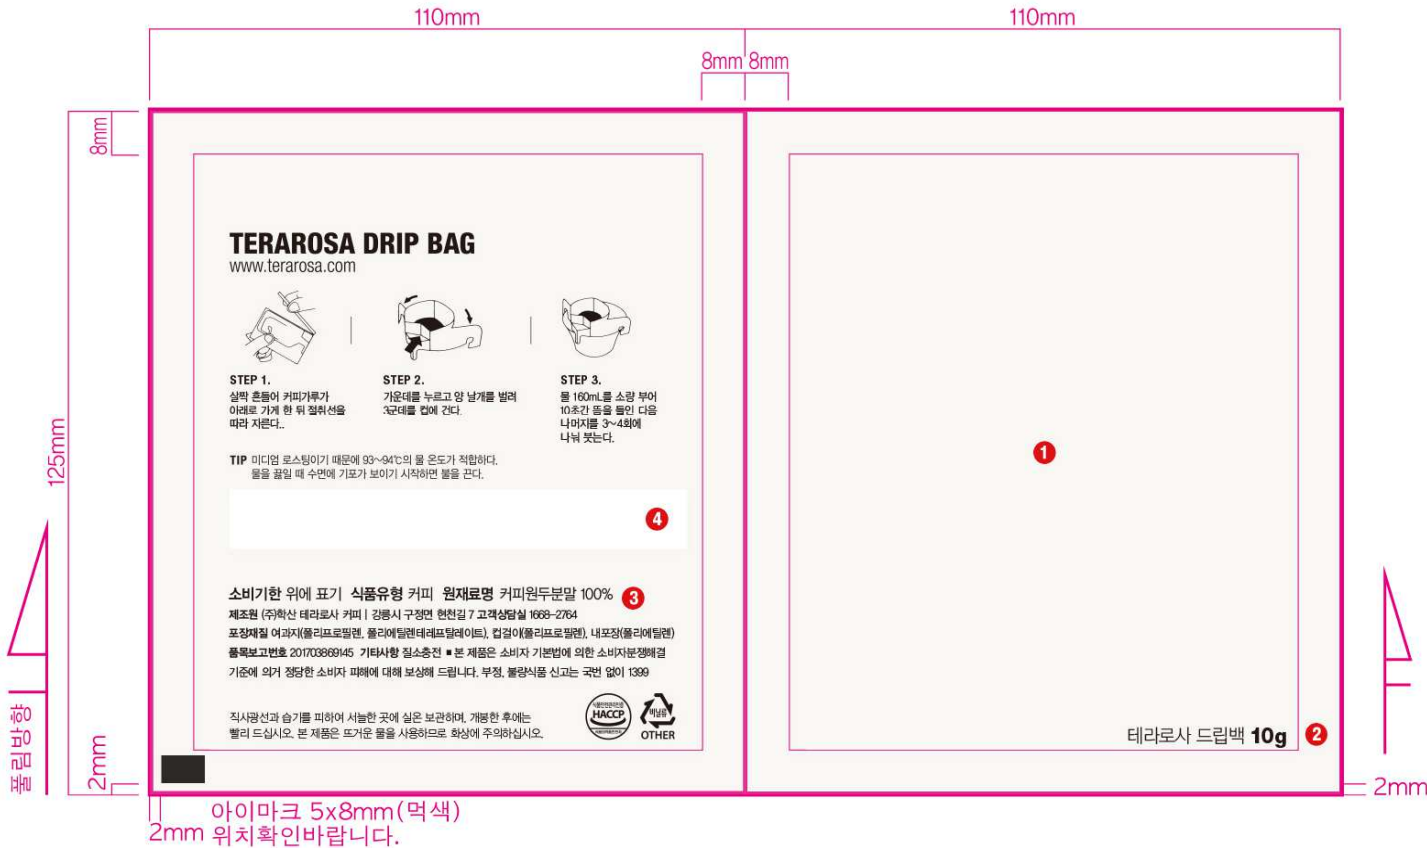 110mm
110mm
8mm 8mm
8mm
TERAROSA DRIP BAG
www.terarosa.com
STEP 1.
살짝 흔들어 커피가루가
아래로 가게 한 뒤 절취선을
따라 자른다..
STEP 2.
가운데를 누르고 양 날개를 벌려
3군데를 컵에 건다.
STEP 3.
물 160mL를 소량 부어
10초간 뜸을 들인 다음
나머지를 3~4회에
나눠 붓는다.
TIP 미디엄 로스팅이기 때문에 93~94℃의 물 온도가 적합하다.
물을 끓일 때 수면에 기포가 보이기 시작하면 불을 끈다.
125mm
1
4
소비기한 위에 표기 식품유형 커피 원재료명 커피원두분말 100% 3
제조원 (주)학산 테라로사 커피 | 강릉시 구정면 현천길 7 고객상담실 1668-2764
포장재질 여과지(폴리프로필렌, 폴리에틸렌테레프탈레이트), 컵걸이(폴리프로필렌), 내포장(폴리에틸렌)
품목보고번호 201703869145 기타사항 질소충전 ■ 본 제품은 소비자 기본법에 의한 소비자분쟁해결
기준에 의거 정당한 소비자 피해에 대해 보상해 드립니다. 부정, 불량식품 신고는 국번 없이 1399
직사광선과 습기를 피하여 서늘한 곳에 실온 보관하며, 개봉한 후에는
빨리 드십시오. 본 제품은 뜨거운 물을 사용하므로 화상에 주의하십시오.
HACCP
비닐류
OTHER
테라로사 드립백 10g 2
풀림방향
2mm
2mm
2mm
아이마크 5x8mm(먹색)
위치확인바랍니다.